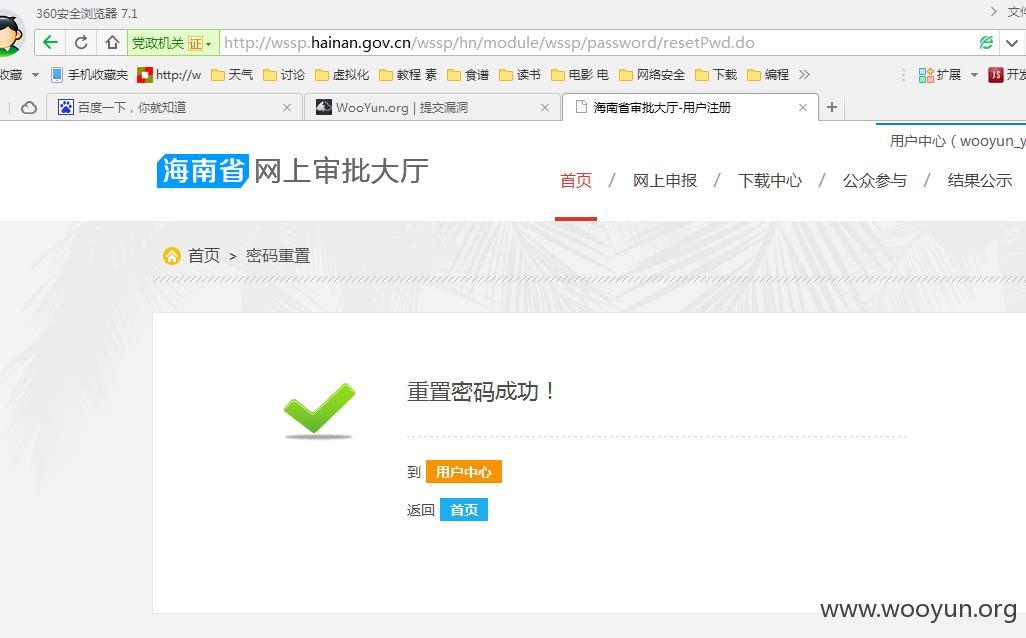 360安全浏览器 7.1
文件
党政机关 证 http://wssp.hainan.gov.cn/wssp/hn/module/wssp/password/resetPwd.do
收藏 手机收藏夹 http://w 天气 讨论 虚拟化 教程 素 食谱 读书 电影 电 网络安全 下载 编程 扩展 JS 开发
百度一下，你就知道 WooYun.org | 提交漏洞 海南省审批大厅-用户注册
用户中心 ( wooyun_y
海南省 网上审批大厅
首页 / 网上申报 / 下载中心 / 公众参与 / 结果公示
首页 > 密码重置
重置密码成功！
到 用户中心
返回 首页
www.wooyun.org